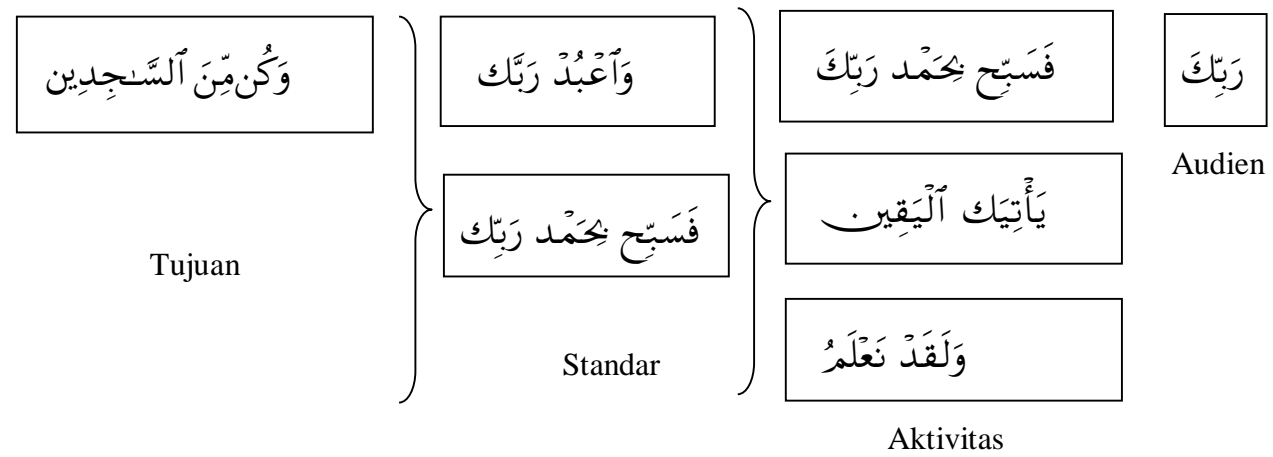 وَكُن مِّنَ ٱلسَّـٰجِدِين
وَٱعۡبُدۡ رَبَّك
فَسَبِّح بِحَمۡد رَبِّكَ
رَبِّكَ
Audien
يَأۡتِيَك ٱلۡيَقِين
فَسَبِّح بِحَمۡد رَبِّك
Tujuan
Standar
وَلَقَدۡ نَعۡلَمُ
Aktivitas